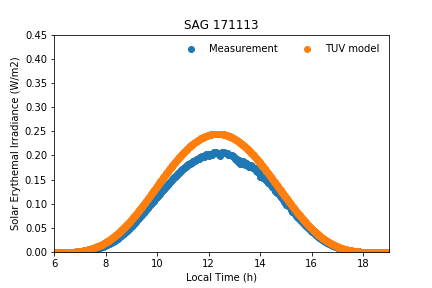 SAG 171113
Measurement TUV model
Solar Erythemal Irradiance (W/m2)
0.45
0.40
0.35
0.30
0.25
0.20
0.15
0.10
0.05
0.00
6 8 10 12 14 16 18
Local Time (h)